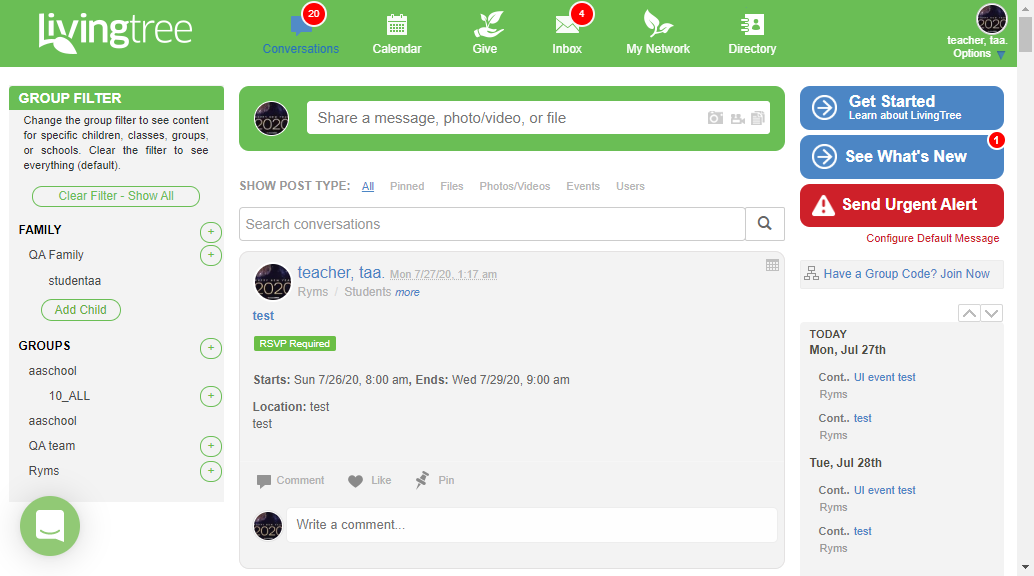 livingtree
20
Conversations
Calendar
Give
4
Inbox
My Network
Directory
teacher, taa.
Options
GROUP FILTER
Change the group filter to see content
for specific children, classes, groups,
or schools. Clear the filter to see
everything (default).
Clear Filter - Show All
FAMILY
+
QA Family
+
studentaa
Add Child
GROUPS
+
aaschool
10_ALL
+
aaschool
QA team
+
Ryms
+
2020
Share a message, photo/video, or file
SHOW POST TYPE: All Pinned Files Photos/Videos Events Users
Search conversations
2020
teacher, taa. Mon 7/27/20, 1:17 am
Ryms / Students more
test
RSVP Required
Starts: Sun 7/26/20, 8:00 am, Ends: Wed 7/29/20, 9:00 am
Location: test
test
Comment Like Pin
2020
Write a comment...
Get Started
Learn about LivingTree
1
See What's New
Send Urgent Alert
Configure Default Message
Have a Group Code? Join Now
TODAY
Mon, Jul 27th
Cont.. UI event test
Ryms
Cont.. test
Ryms
Tue, Jul 28th
Cont.. UI event test
Ryms
Cont.. test
Ryms